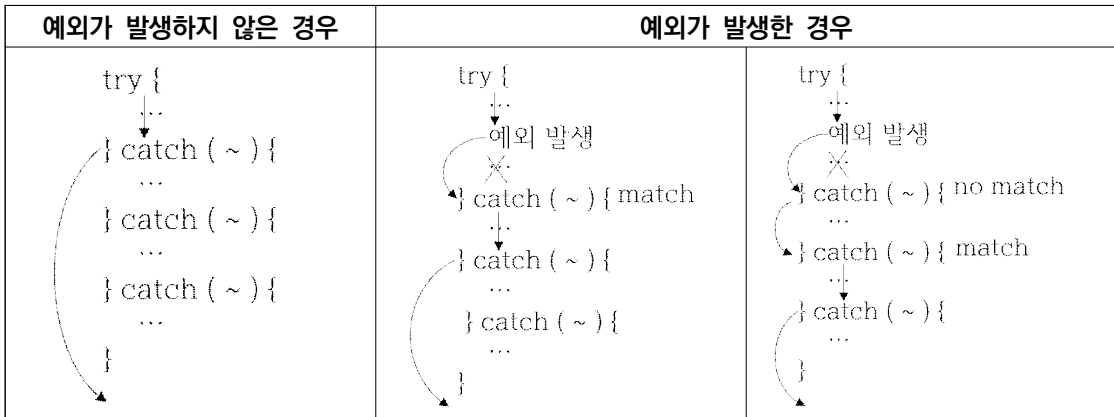 예외가 발생하지 않은 경우
예외가 발생한 경우
try {
...
} catch ( ~ ) {
...
} catch ( ~ ) {
...
} catch ( ~ ) {
...
}
try {
...
예외 발생
...
} catch ( ~ ) { match
...
} catch ( ~ ) {
...
} catch ( ~ ) {
...
}
try {
...
예외 발생
...
} catch ( ~ ) { no match
...
} catch ( ~ ) { match
...
} catch ( ~ ) {
...
}